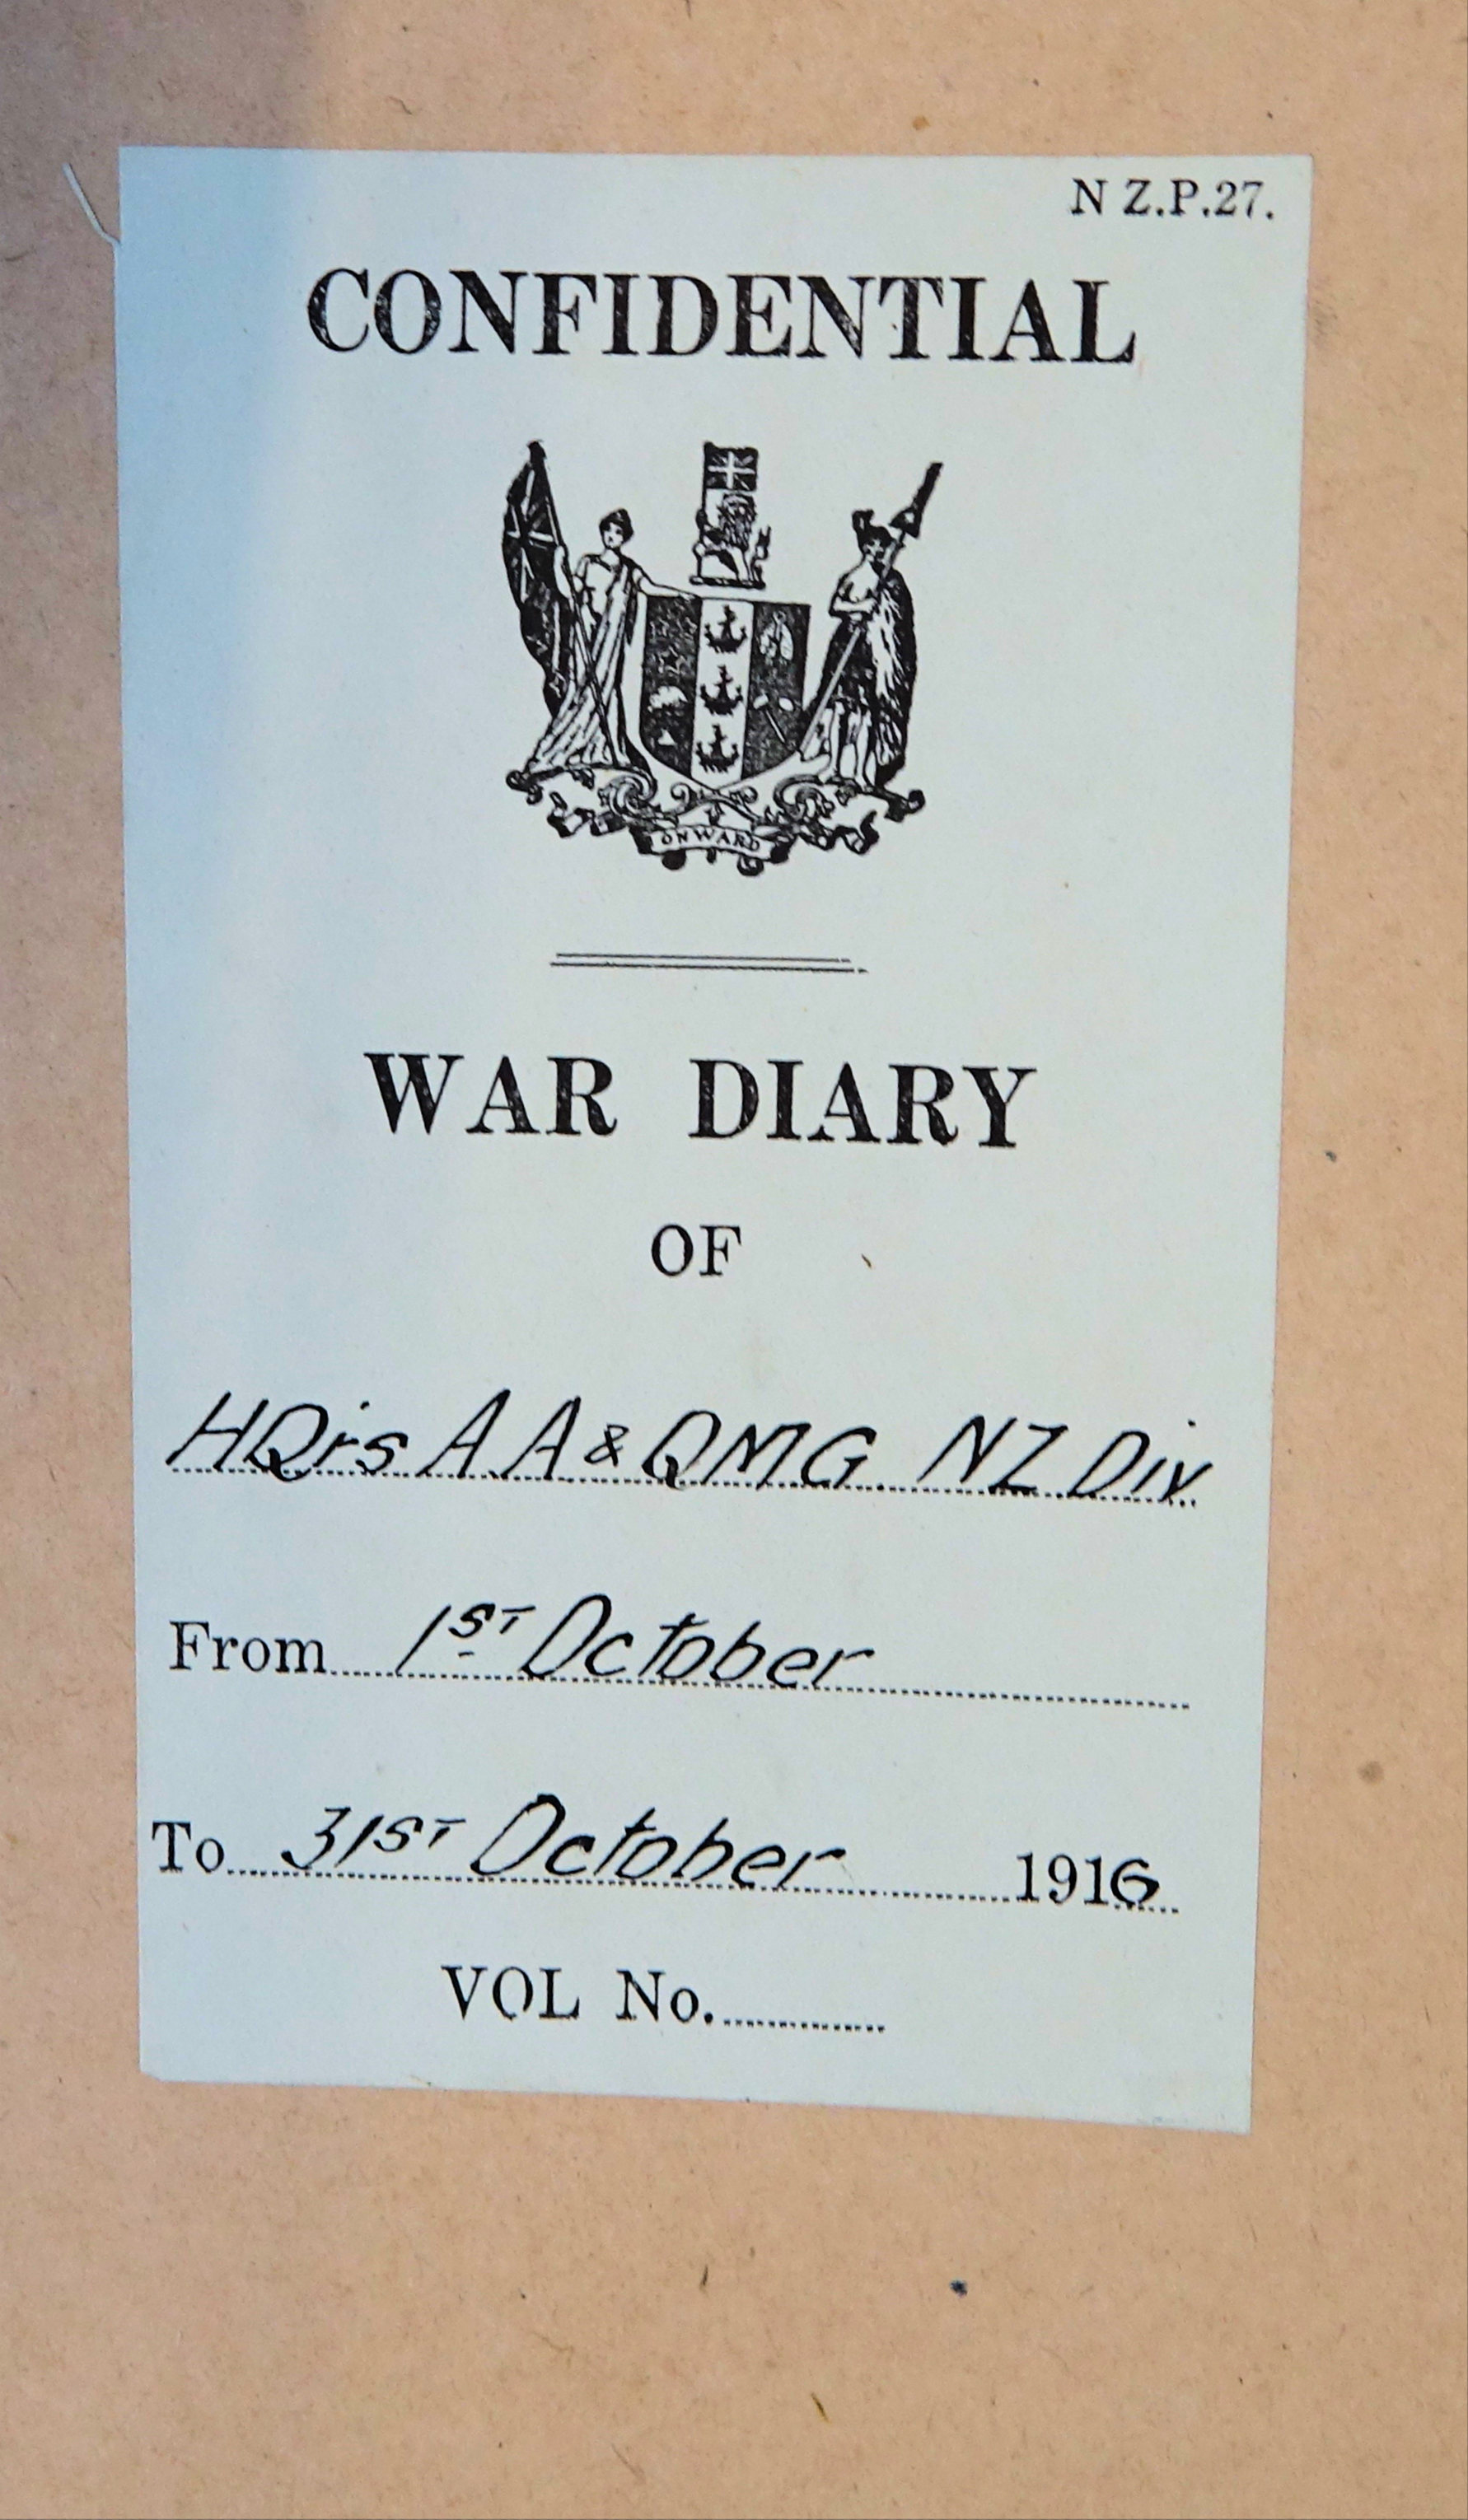 N Z.P.27.
CONFIDENTIAL
ONWARD
WAR DIARY
OF
HQrs A A & QMG NZ Div
From 1ST October
To 31ST October 1916
VOL No.